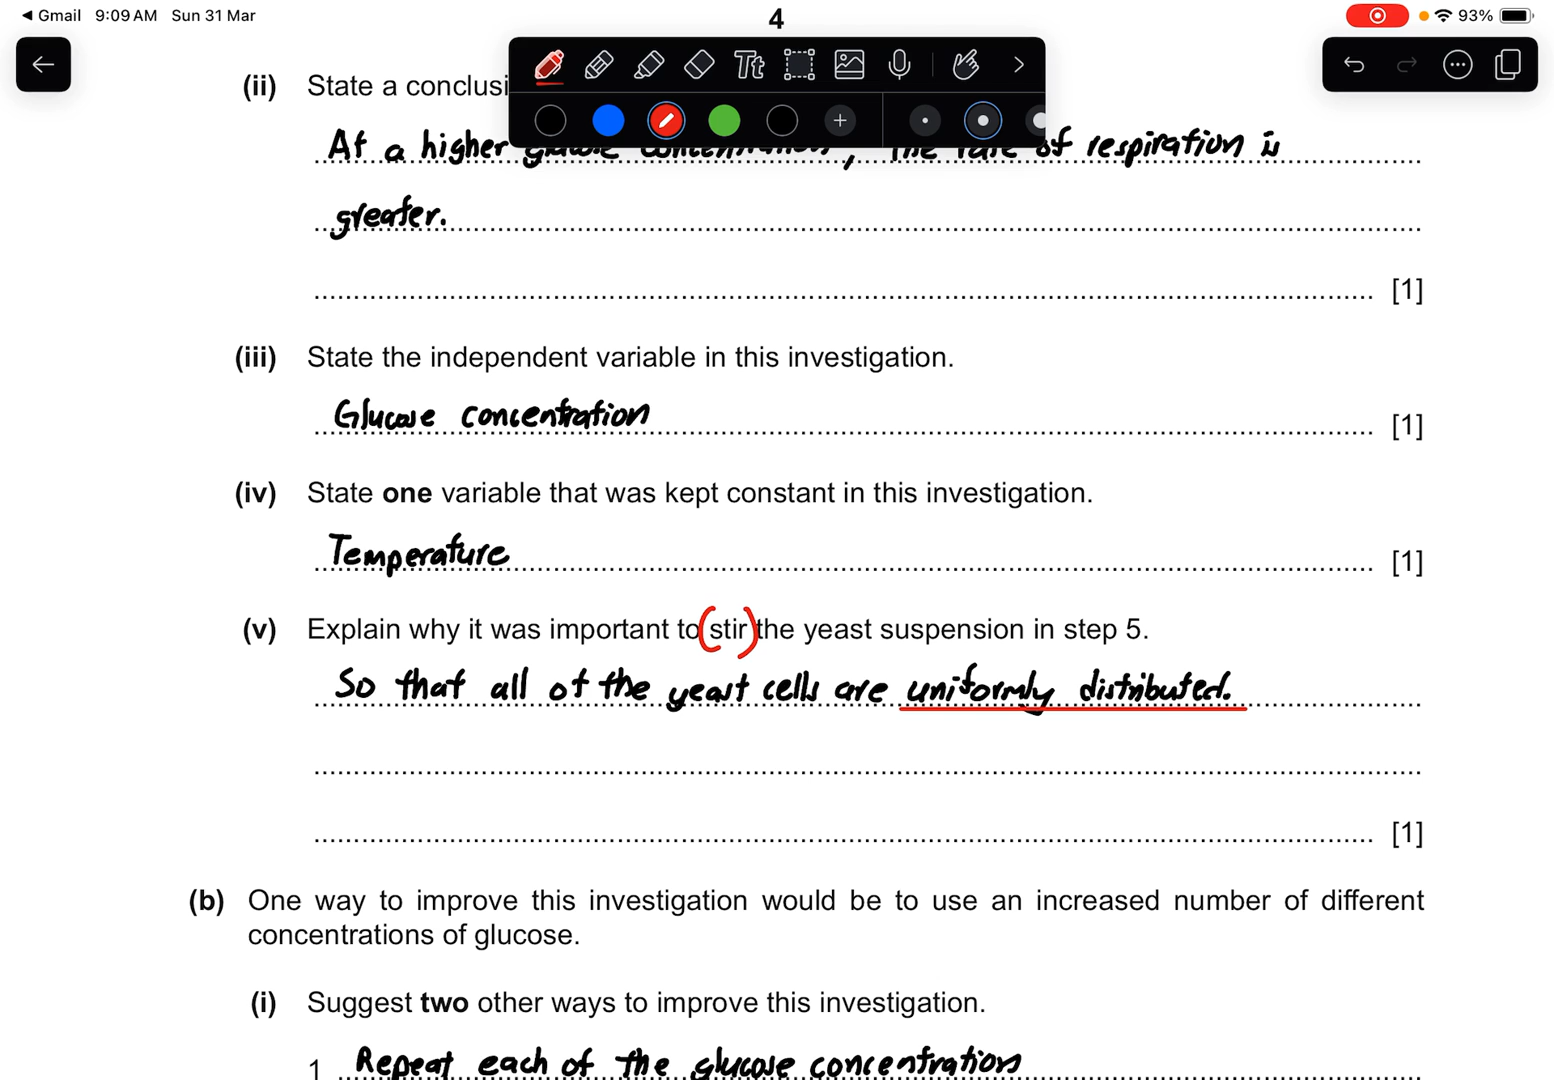 Gmail 9:09 AM Sun 31 Mar
4
93%
Tt
(ii) State a conclusi
At a higher glucose concentration, the rate of respiration is
greater.
[1]
(iii) State the independent variable in this investigation.
Glucose concentration
[1]
(iv) State one variable that was kept constant in this investigation.
Temperature
[1]
(v) Explain why it was important to (stir) the yeast suspension in step 5.
So that all of the yeast cells are uniformly distributed.
[1]
(b) One way to improve this investigation would be to use an increased number of different
concentrations of glucose.
(i) Suggest two other ways to improve this investigation.
1 Repeat each of the glucose concentration